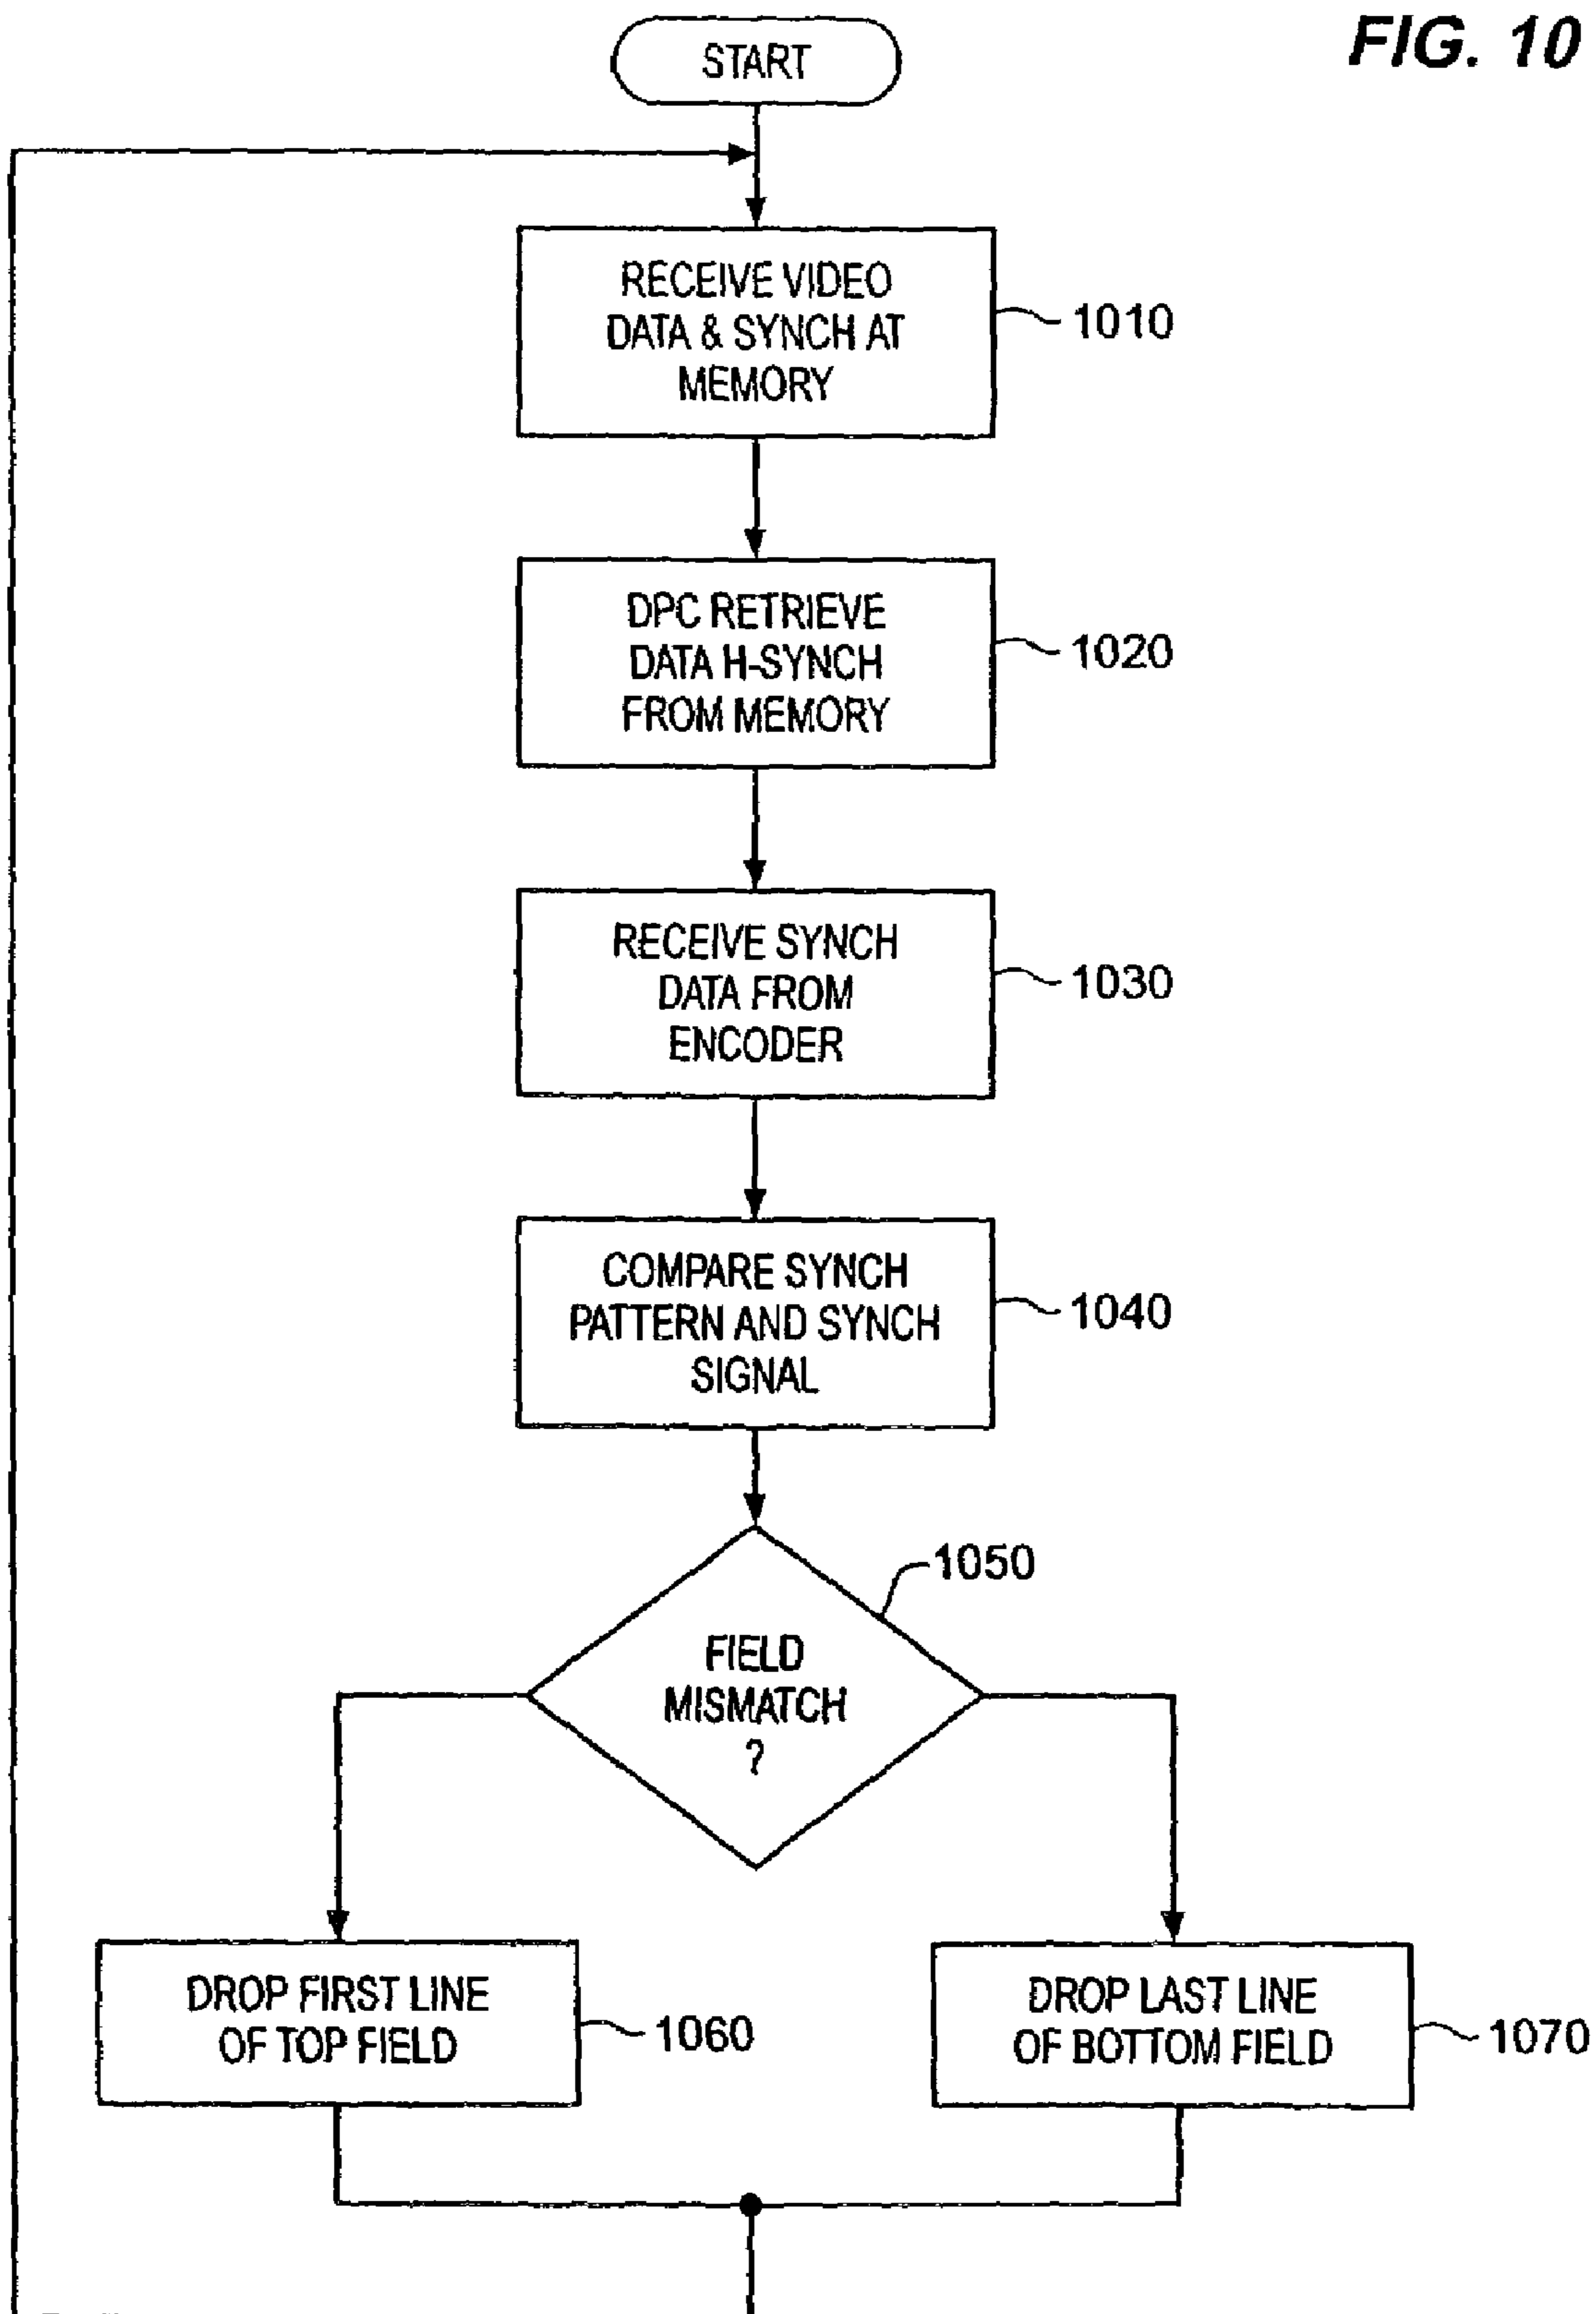 FIG. 10
START
RECEIVE VIDEO
DATA & SYNCH AT
MEMORY
1010
DPC RETRIEVE
DATA H-SYNCH
FROM MEMORY
1020
RECEIVE SYNCH
DATA FROM
ENCODER
1030
COMPARE SYNCH
PATTERN AND SYNCH
SIGNAL
1040
1050
FIELD
MISMATCH
?
DROP FIRST LINE
OF TOP FIELD
1060
DROP LAST LINE
OF BOTTOM FIELD
1070